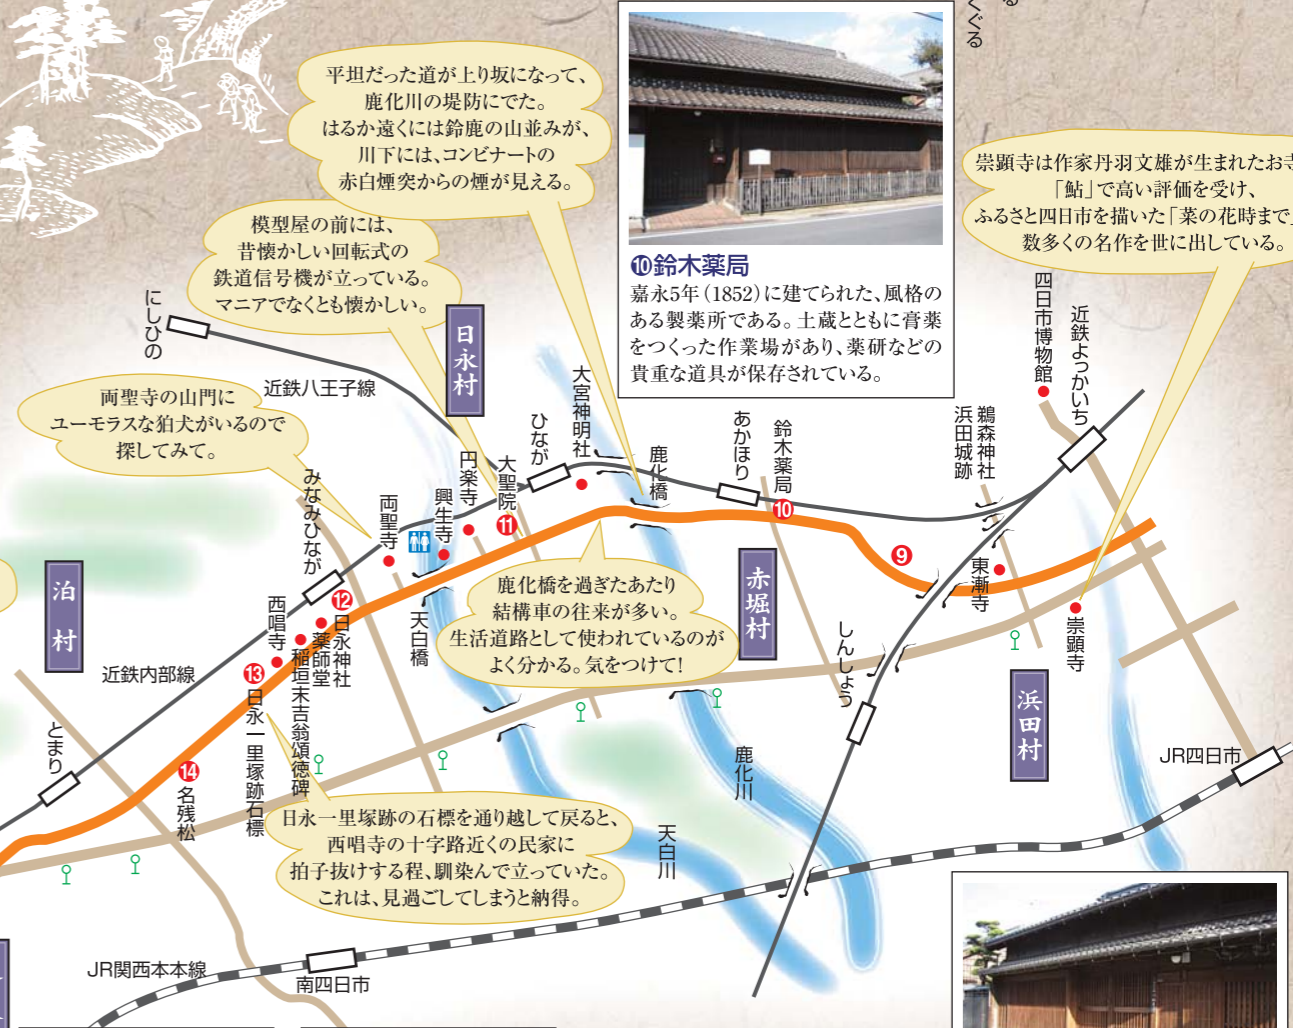 ぐる
平坦だった道が上り坂になって、
鹿化川の堤防にでた。
はるか遠くには鈴鹿の山並みが、
川下には、コンビナートの
赤白煙突からの煙が見える。
模型屋の前には、
昔懐かしい回転式の
鉄道信号機が立っている。
マニアでなくとも懐かしい。
両聖寺の山門に
ユーモラスな狛犬がいるので
探してみて。
⑩鈴木薬局
嘉永5年(1852)に建てられた、風格の
ある製薬所である。土蔵とともに膏薬
をつくった作業場があり、薬研などの
貴重な道具が保存されている。
崇顕寺は作家丹羽文雄が生まれたお寺
「鮎」で高い評価を受け、
ふるさと四日市を描いた「菜の花時まで」
数多くの名作を世に出している。
にしひの
近鉄八王子線
日永村
大宮神明社
ひなが
大聖院
⑪
円楽寺
興生寺
両聖寺
みなみひなが
鹿化橋
あかほり
鈴木薬局
⑩
四日市博物館
近鉄よっかいち
鵜森神社
浜田城跡
⑨
東漸寺
崇顕寺
赤堀村
浜田村
しんしょう
JR四日市
鹿化橋を過ぎたあたり
結構車の往来が多い。
生活道路として使われているのが
よく分かる。気をつけて!
天白橋
泊村
近鉄内部線
とまり
⑫
日永神社
薬師堂
稲垣末吉翁頌徳碑
西唱寺
⑬
日永一里塚跡石標
⑭
名残松
鹿化川
天白川
日永一里塚跡の石標を通り越して戻ると、
西唱寺の十字路近くの民家に
拍子抜けする程、馴染んで立っていた。
これは、見過ごしてしまうと納得。
JR関西本本線
南四日市